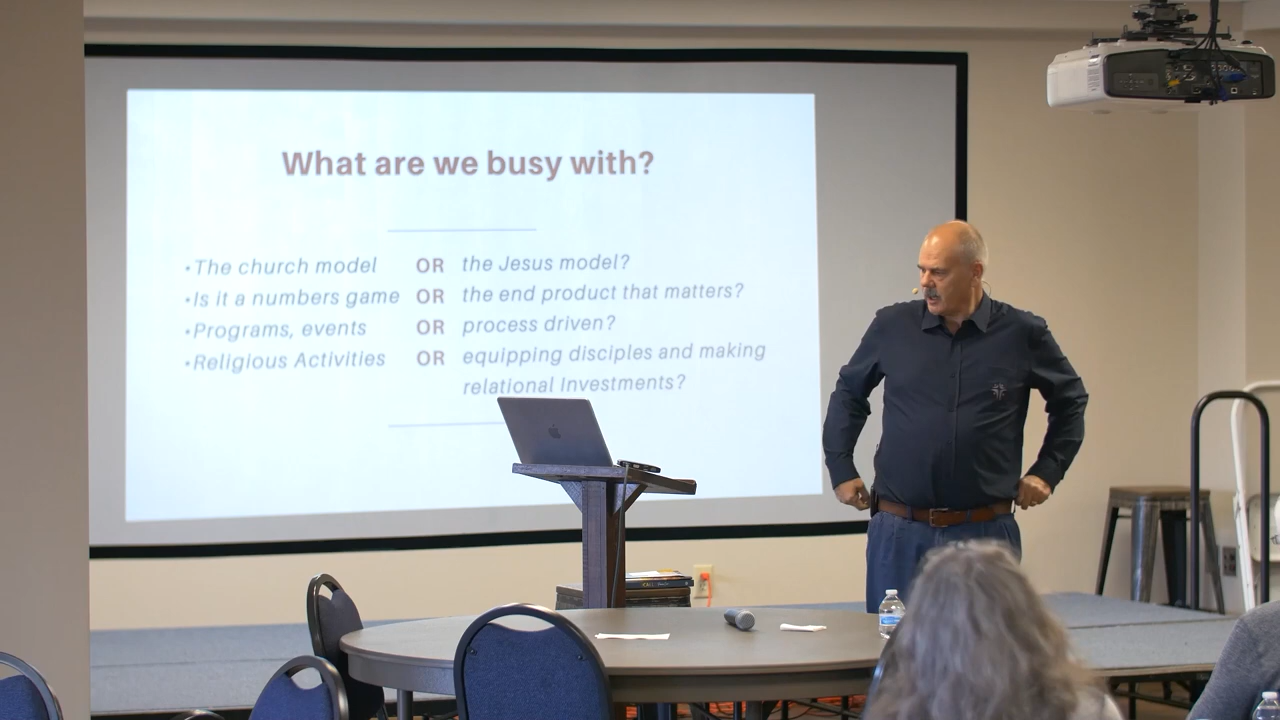 What are we busy with?
•The church model OR the Jesus model?
•Is it a numbers game OR the end product that matters?
•Programs, events OR process driven?
•Religious Activities OR equipping disciples and making
relational Investments?